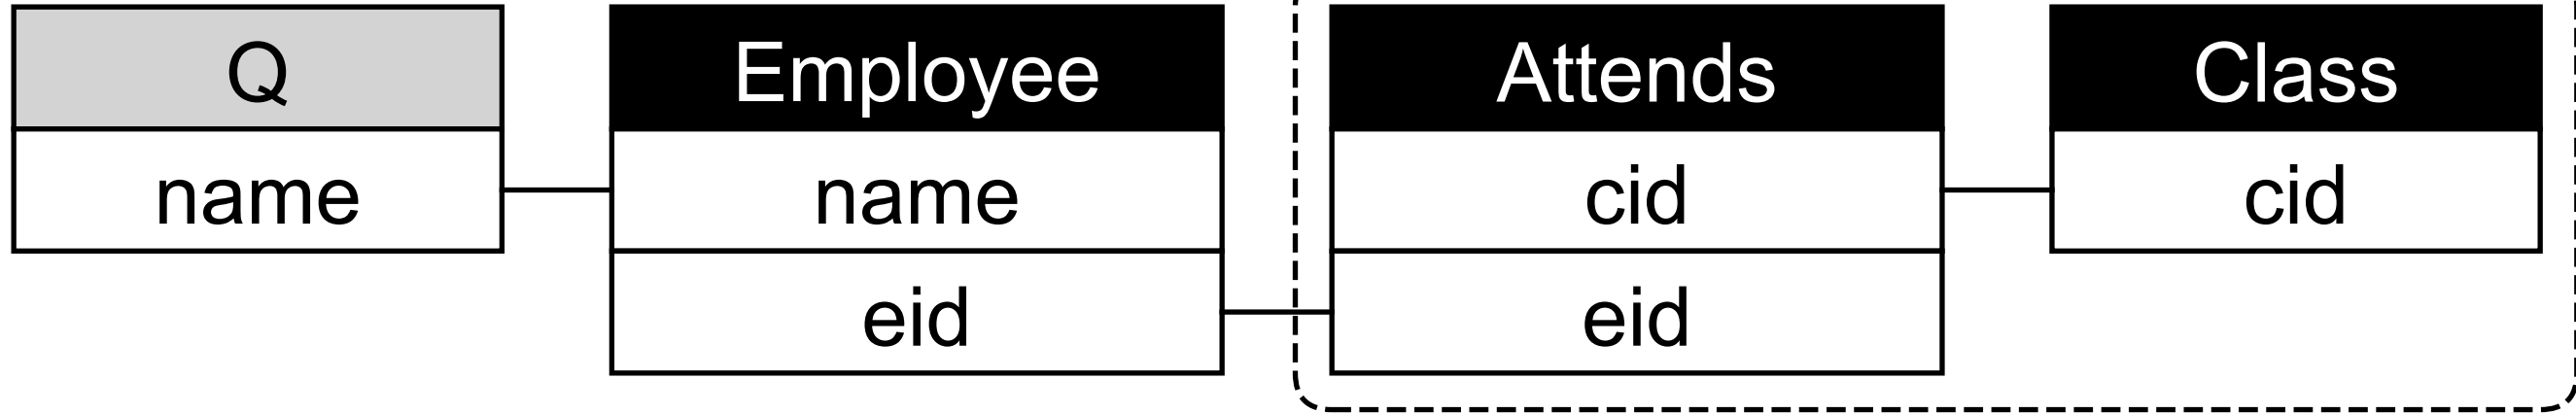 Q
name
Employee
name
eid
Attends
cid
eid
Class
cid